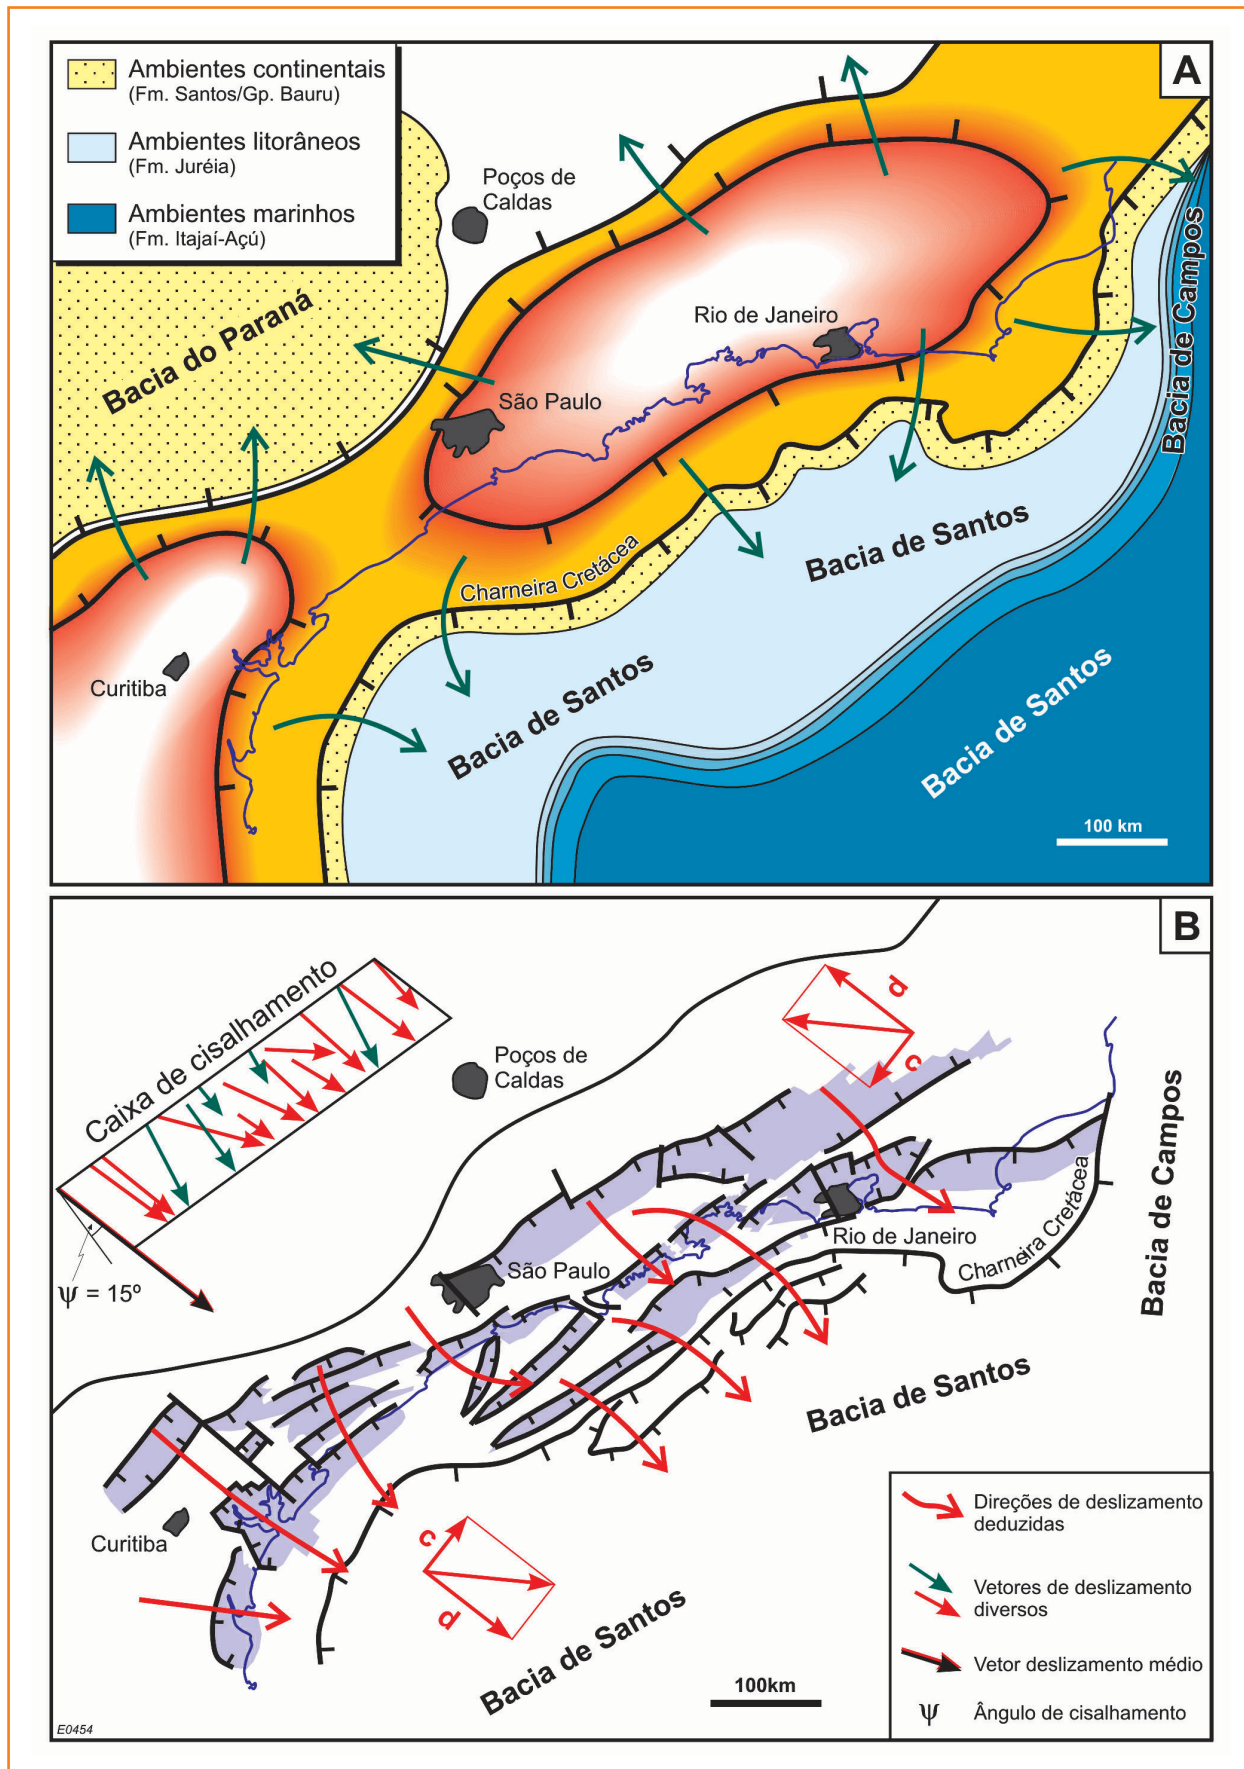 A
Ambientes continentais
(Fm. Santos/Gp. Bauru)
Ambientes litorâneos
(Fm. Juréia)
Ambientes marinhos
(Fm. Itajaí-Açú)
Poços de
Caldas
Bacia do Paraná
Rio de Janeiro
São Paulo
Bacia de Campos
Charneira Cretácea
Bacia de Santos
Curitiba
Bacia de Santos
Bacia de Santos
100 km
B
Caixa de cisalhamento
Poços de
Caldas
d
c
ψ = 15º
Bacia de Campos
Charneira Cretácea
Rio de Janeiro
São Paulo
Bacia de Santos
Curitiba
c
d
Bacia de Santos
100km
Direções de deslizamento
deduzidas
Vetores de deslizamento
diversos
Vetor deslizamento médio
ψ Ângulo de cisalhamento
E0454